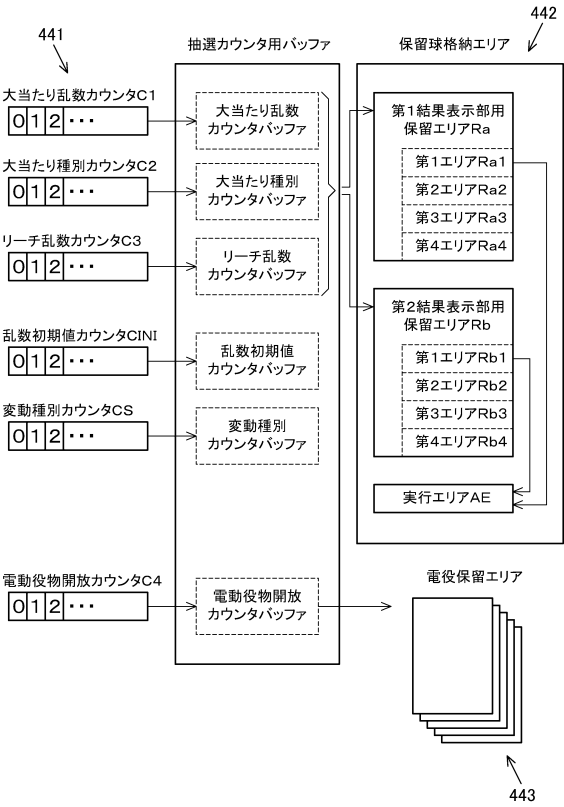 441
442
抽選カウンタ用バッファ
保留球格納エリア
大当たり乱数カウンタC1
0 1 2 ・・・
大当たり乱数
カウンタバッファ
大当たり種別カウンタC2
0 1 2 ・・・
大当たり種別
カウンタバッファ
リーチ乱数カウンタC3
0 1 2 ・・・
リーチ乱数
カウンタバッファ
乱数初期値カウンタCINI
0 1 2 ・・・
乱数初期値
カウンタバッファ
変動種別カウンタCS
0 1 2 ・・・
変動種別
カウンタバッファ
電動役物開放カウンタC4
0 1 2 ・・・
電動役物開放
カウンタバッファ
第1結果表示部用
保留エリアRa
第1エリアRa1
第2エリアRa2
第3エリアRa3
第4エリアRa4
第2結果表示部用
保留エリアRb
第1エリアRb1
第2エリアRb2
第3エリアRb3
第4エリアRb4
実行エリアAE
電役保留エリア
443